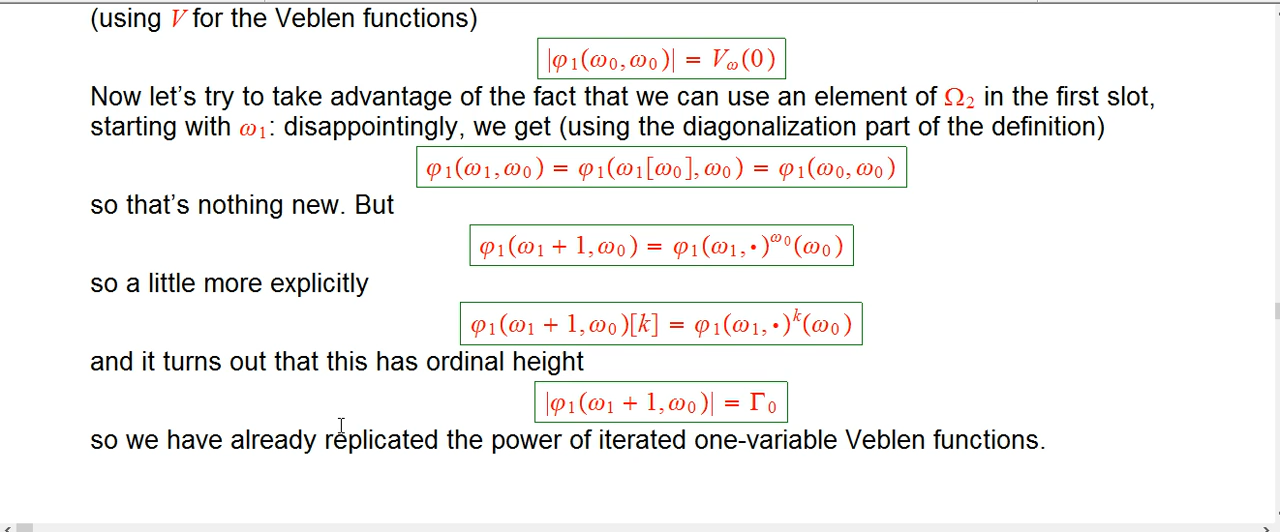 (using V for the Veblen functions)
|φ₁(ω₀,ω₀)| = V_ω(0)
Now let’s try to take advantage of the fact that we can use an element of Ω₂ in the first slot,
starting with ω₁: disappointingly, we get (using the diagonalization part of the definition)
φ₁(ω₁,ω₀) = φ₁(ω₁[ω₀],ω₀) = φ₁(ω₀,ω₀)
so that’s nothing new. But
φ₁(ω₁ + 1,ω₀) = φ₁(ω₁,•)^ω₀(ω₀)
so a little more explicitly
φ₁(ω₁ + 1,ω₀)[k] = φ₁(ω₁,•)^k(ω₀)
and it turns out that this has ordinal height
|φ₁(ω₁ + 1,ω₀)| = Γ₀
so we have already replicated the power of iterated one-variable Veblen functions.